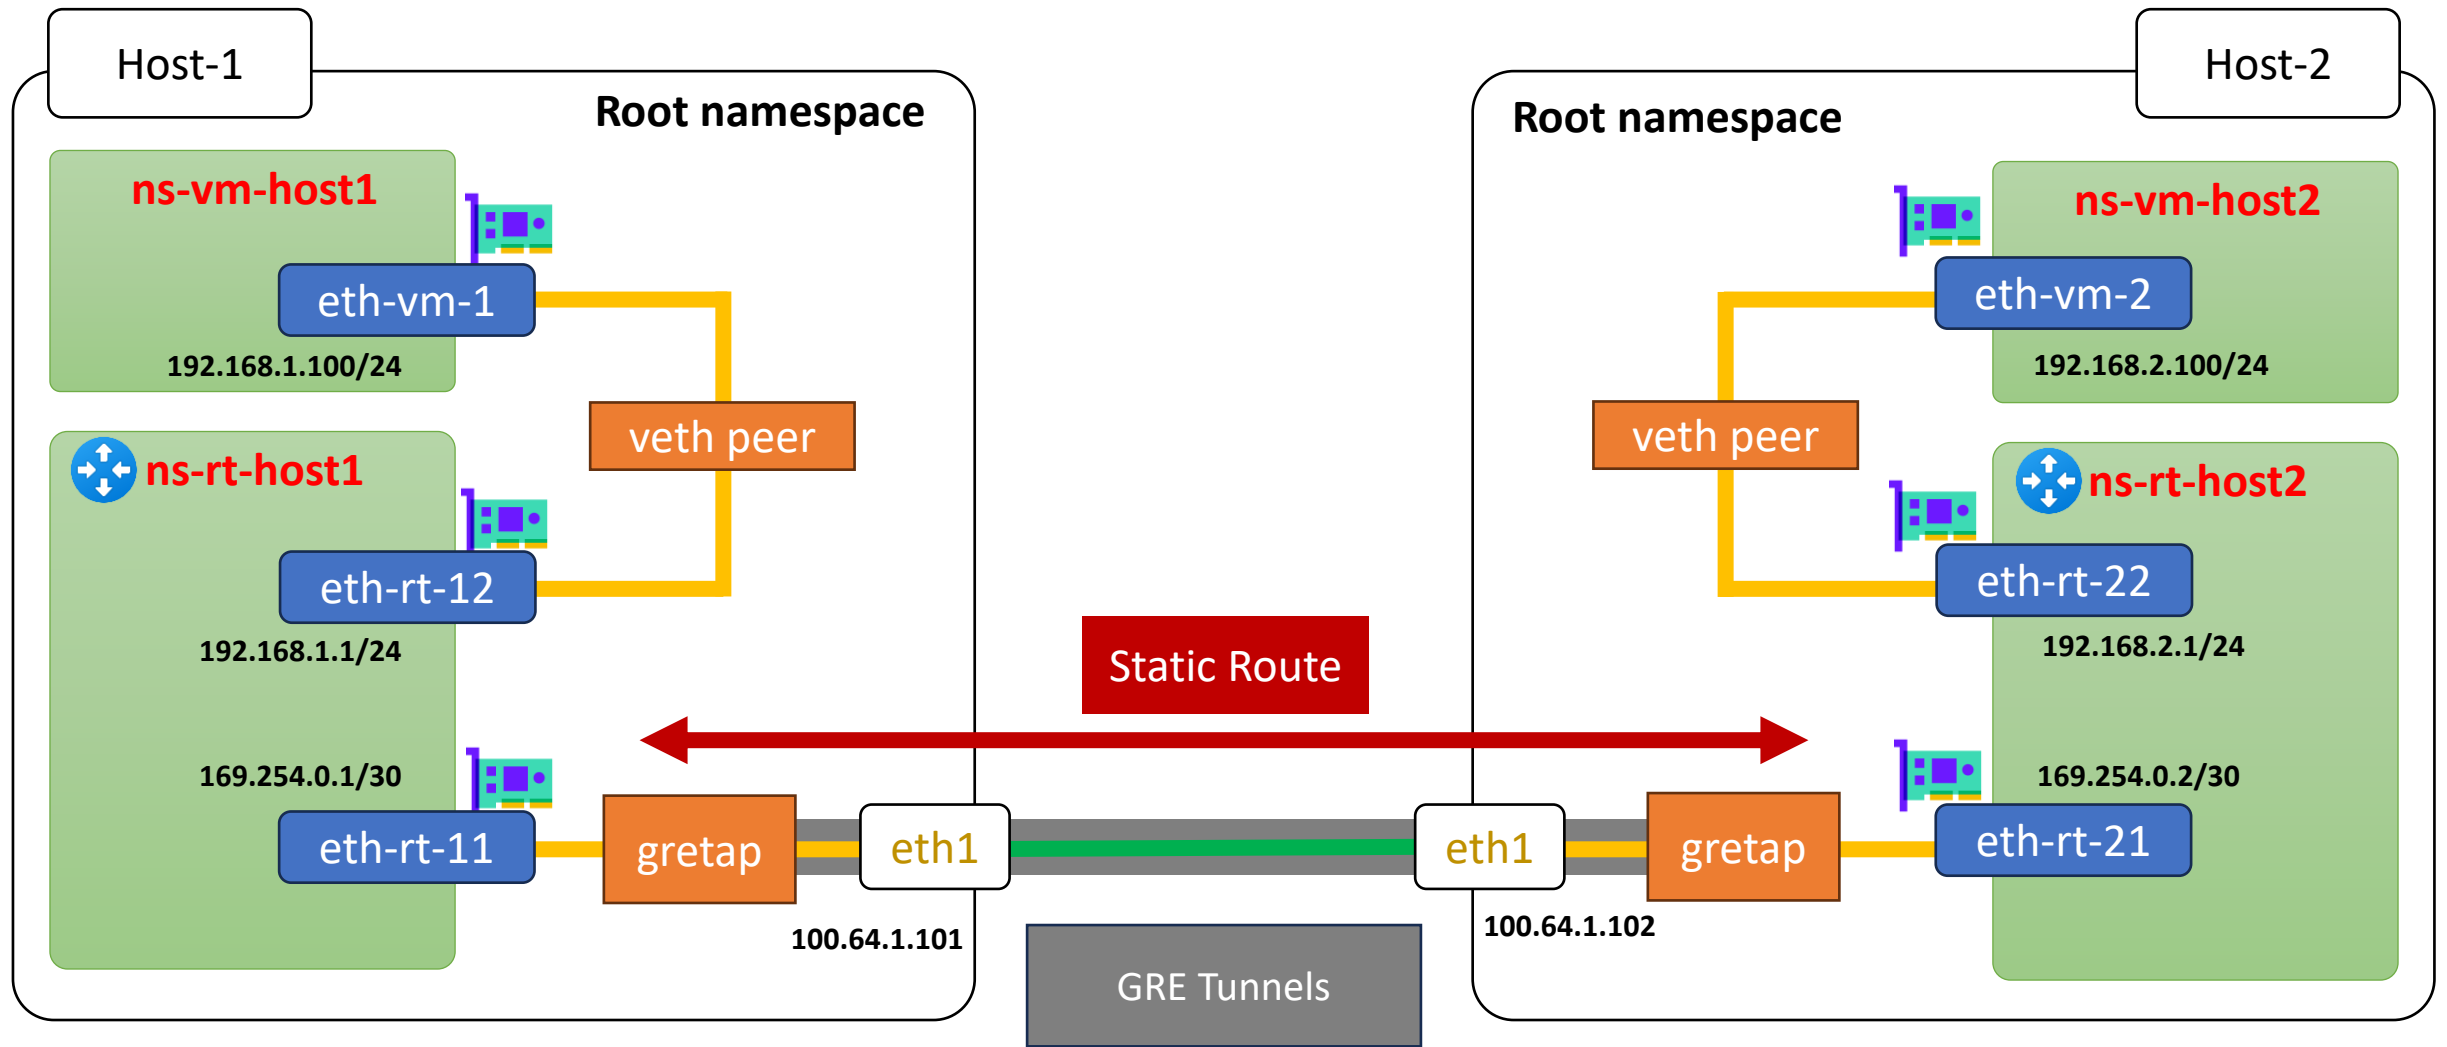 Host-1
Root namespace
ns-vm-host1
eth-vm-1
192.168.1.100/24
veth peer
ns-rt-host1
eth-rt-12
192.168.1.1/24
169.254.0.1/30
eth-rt-11
gretap
eth1
100.64.1.101
Static Route
GRE Tunnels
Host-2
Root namespace
ns-vm-host2
eth-vm-2
192.168.2.100/24
veth peer
ns-rt-host2
eth-rt-22
192.168.2.1/24
169.254.0.2/30
eth1
gretap
eth-rt-21
100.64.1.102